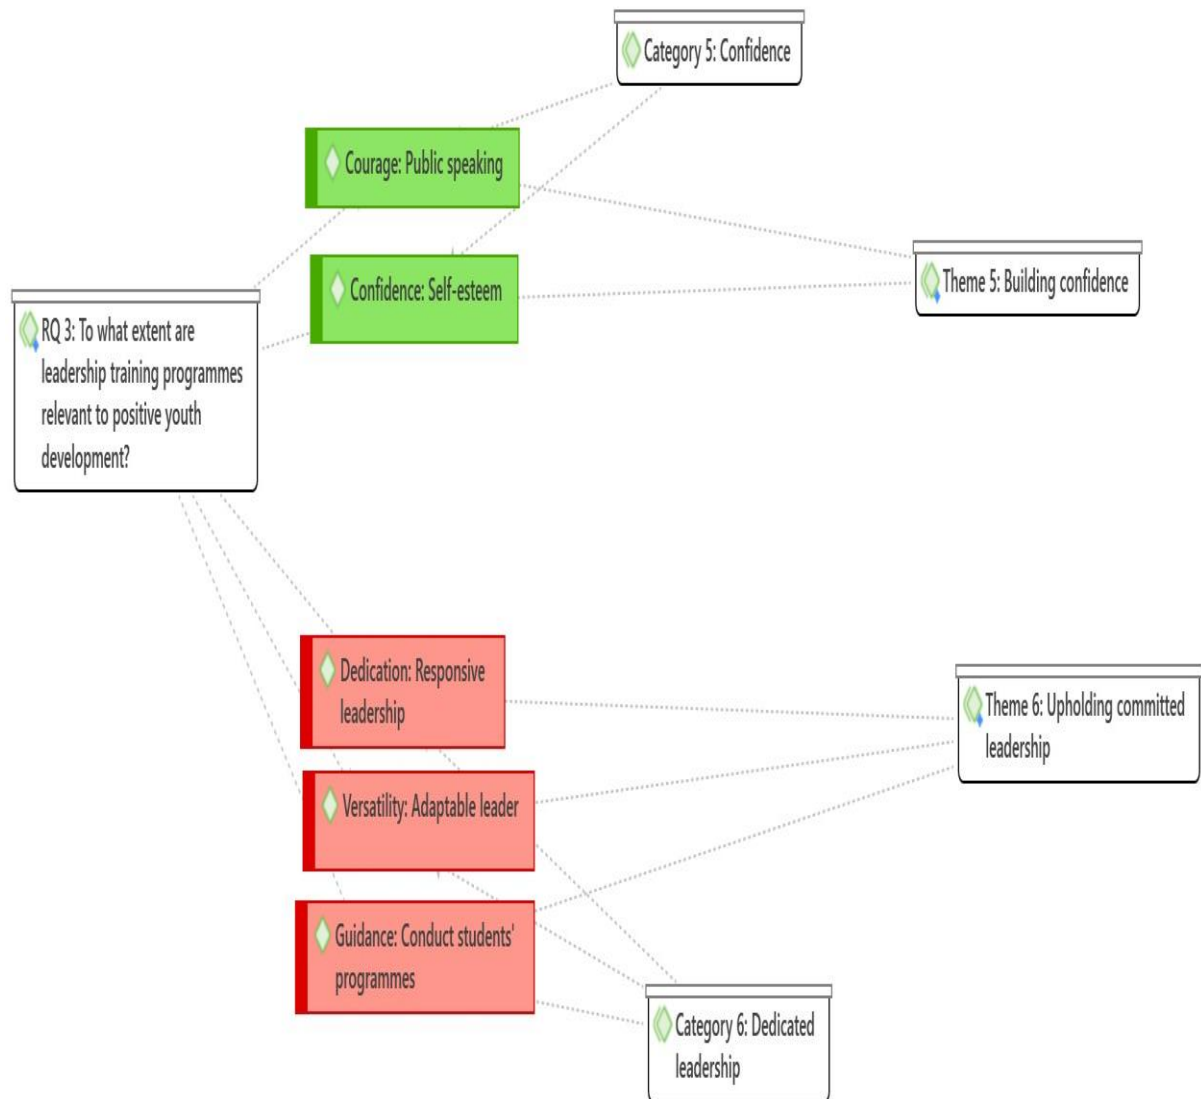 Category 5: Confidence
Courage: Public speaking
Confidence: Self-esteem
Theme 5: Building confidence
RQ 3: To what extent are
leadership training programmes
relevant to positive youth
development?
Dedication: Responsive
leadership
Theme 6: Upholding committed
leadership
Versatility: Adaptable leader
Guidance: Conduct students'
programmes
Category 6: Dedicated
leadership